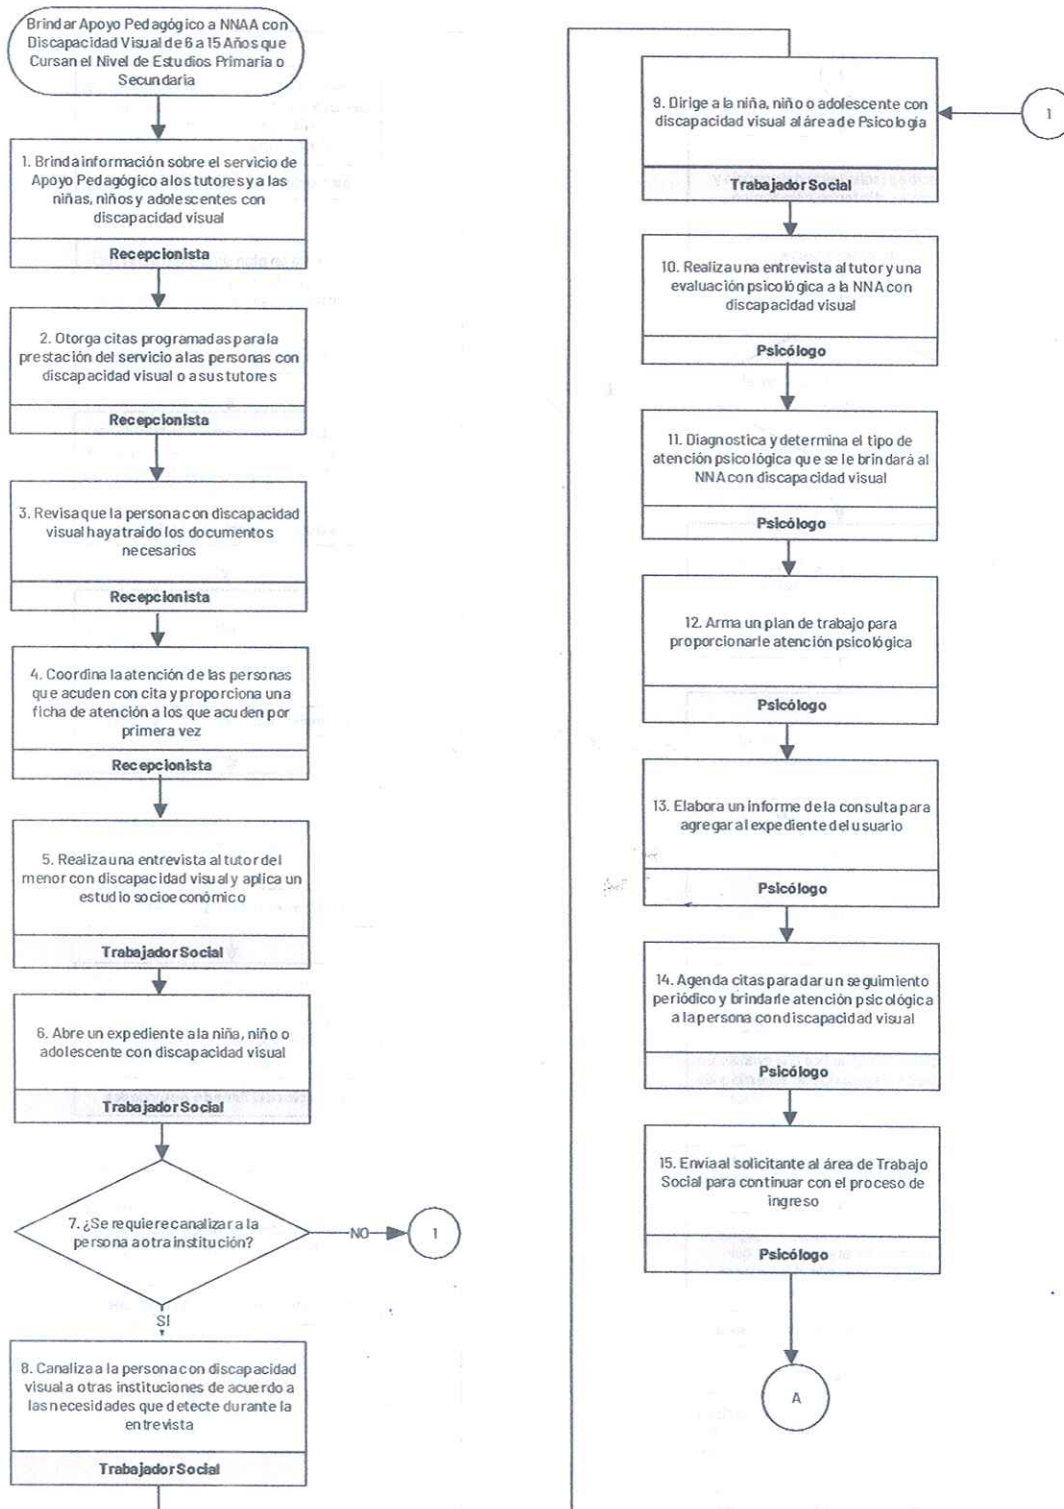 Brindar Apoyo Pedagógico a NNAA con
Discapacidad Visual de 6 a 15 Años que
Cursan el Nivel de Estudios Primaria o
Secundaria
1. Brinda información sobre el servicio de
Apoyo Pedagógico a los tutores y a las
niñas, niños y adolescentes con
discapacidad visual
Recepcionista
2. Otorga citas programadas para la
prestación del servicio a las personas con
discapacidad visual o a sus tutores
Recepcionista
3. Revisa que la persona con discapacidad
visual haya traído los documentos
necesarios
Recepcionista
4. Coordina la atención de las personas
que acuden con cita y proporciona una
ficha de atención a los que acuden por
primera vez
Recepcionista
5. Realiza una entrevista al tutor del
menor con discapacidad visual y aplica un
estudio socioeconómico
Trabajador Social
6. Abre un expediente a la niña, niño o
adolescente con discapacidad visual
Trabajador Social
7. ¿Se requiere canalizar a la
persona a otra institución?
NO
1
SI
8. Canaliza a la persona con discapacidad
visual a otras instituciones de acuerdo a
las necesidades que detecte durante la
entrevista
Trabajador Social
9. Dirige a la niña, niño o adolescente con
discapacidad visual al área de Psicología
Trabajador Social
1
10. Realiza una entrevista al tutor y una
evaluación psicológica a la NNA con
discapacidad visual
Psicólogo
11. Diagnostica y determina el tipo de
atención psicológica que se le brindará al
NNA con discapacidad visual
Psicólogo
12. Arma un plan de trabajo para
proporcionarle atención psicológica
Psicólogo
13. Elabora un informe de la consulta para
agregar al expediente del usuario
Psicólogo
14. Agenda citas para dar un seguimiento
periódico y brindarle atención psicológica
a la persona con discapacidad visual
Psicólogo
15. Envía al solicitante al área de Trabajo
Social para continuar con el proceso de
ingreso
Psicólogo
A